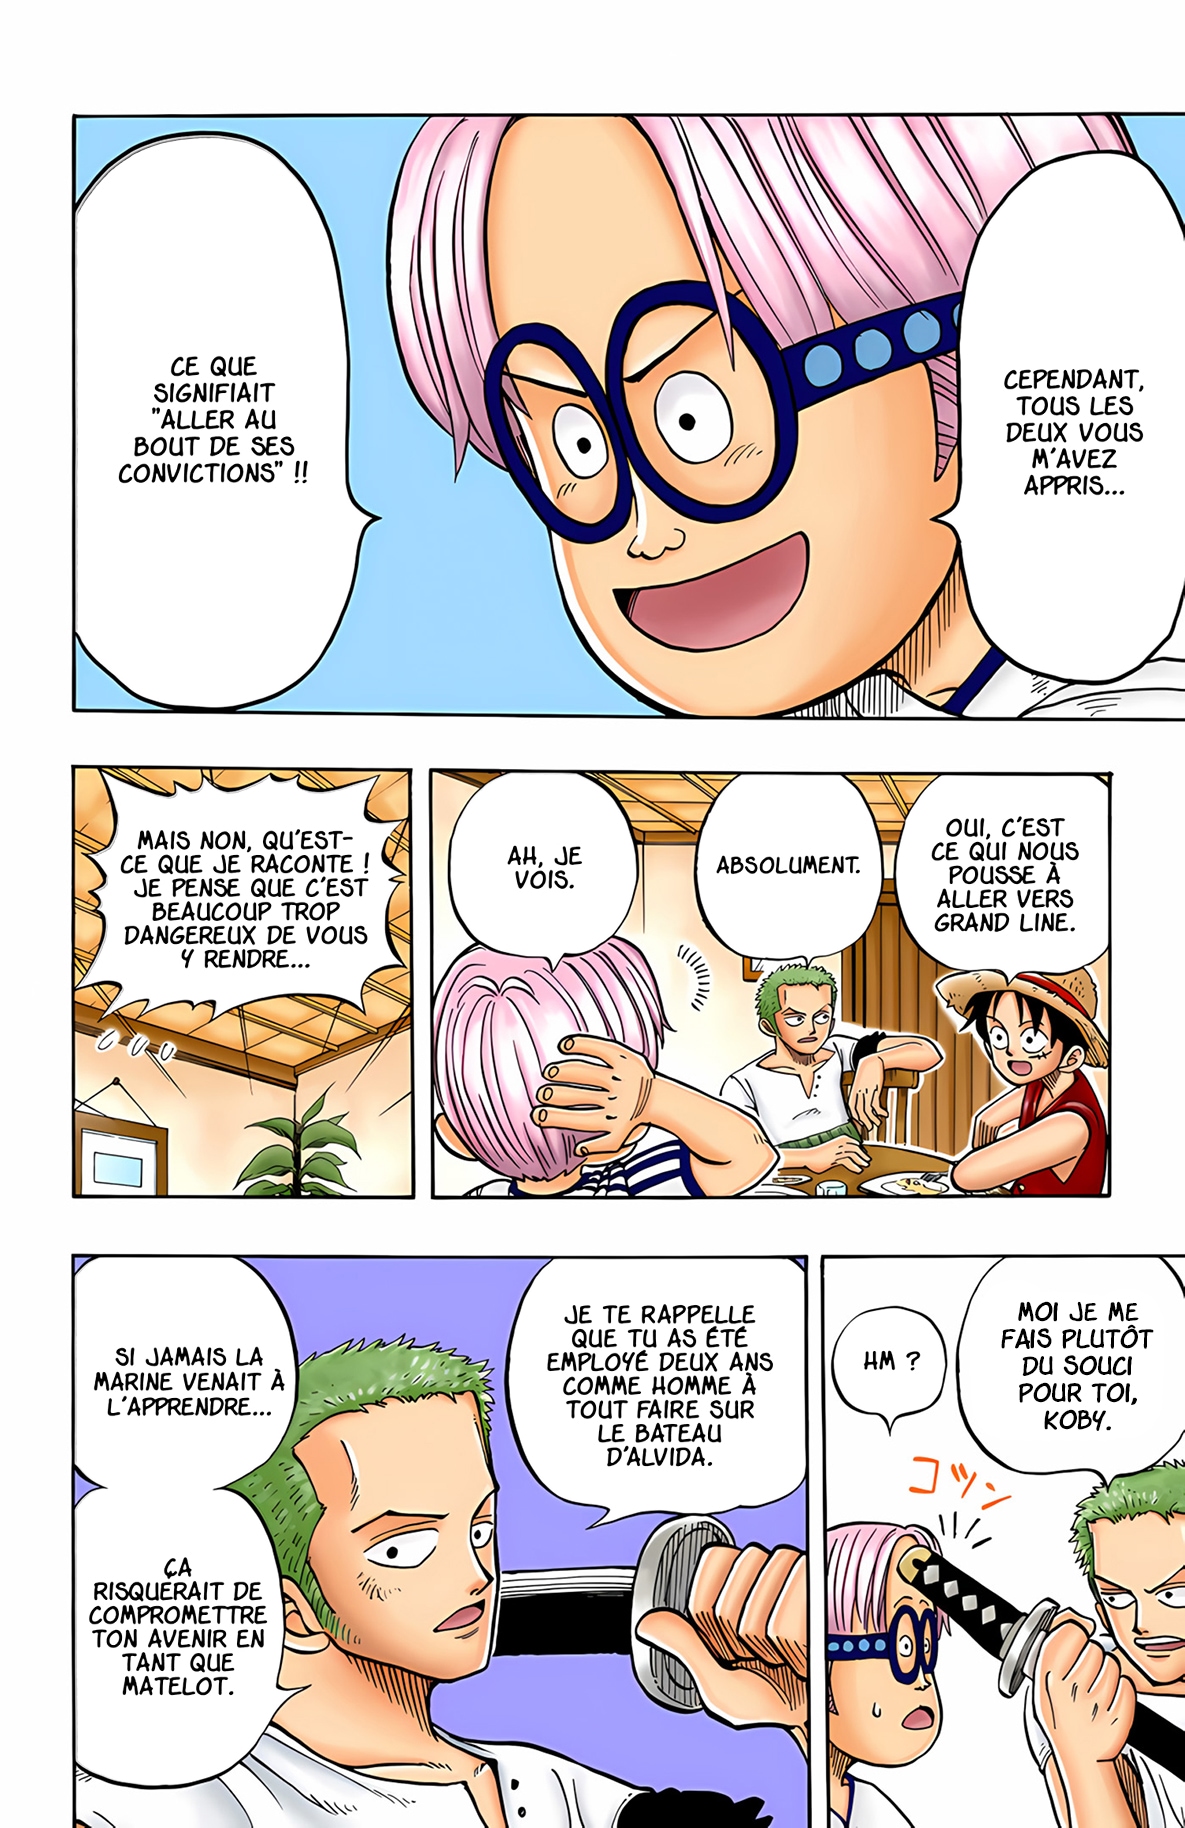 CEPENDANT,
TOUS LES
DEUX VOUS
M'AVEZ
APPRIS...
CE QUE
SIGNIFIAIT
"ALLER AU
BOUT DE SES
CONVICTIONS" !!
OUI, C'EST
CE QUI NOUS
POUSSE À
ALLER VERS
GRAND LINE.
ABSOLUMENT.
AH, JE
VOIS.
MAIS NON, QU'EST-
CE QUE JE RACONTE !
JE PENSE QUE C'EST
BEAUCOUP TROP
DANGEREUX DE VOUS
Y RENDRE...
MOI JE ME
FAIS PLUTÔT
DU SOUCI
POUR TOI,
KOBY.
HM ?
コツン
JE TE RAPPELLE
QUE TU AS ÉTÉ
EMPLOYÉ DEUX ANS
COMME HOMME À
TOUT FAIRE SUR
LE BATEAU
D'ALVIDA.
SI JAMAIS LA
MARINE VENAIT À
L'APPRENDRE...
ÇA
RISQUERAIT DE
COMPROMETTRE
TON AVENIR EN
TANT QUE
MATELOT.